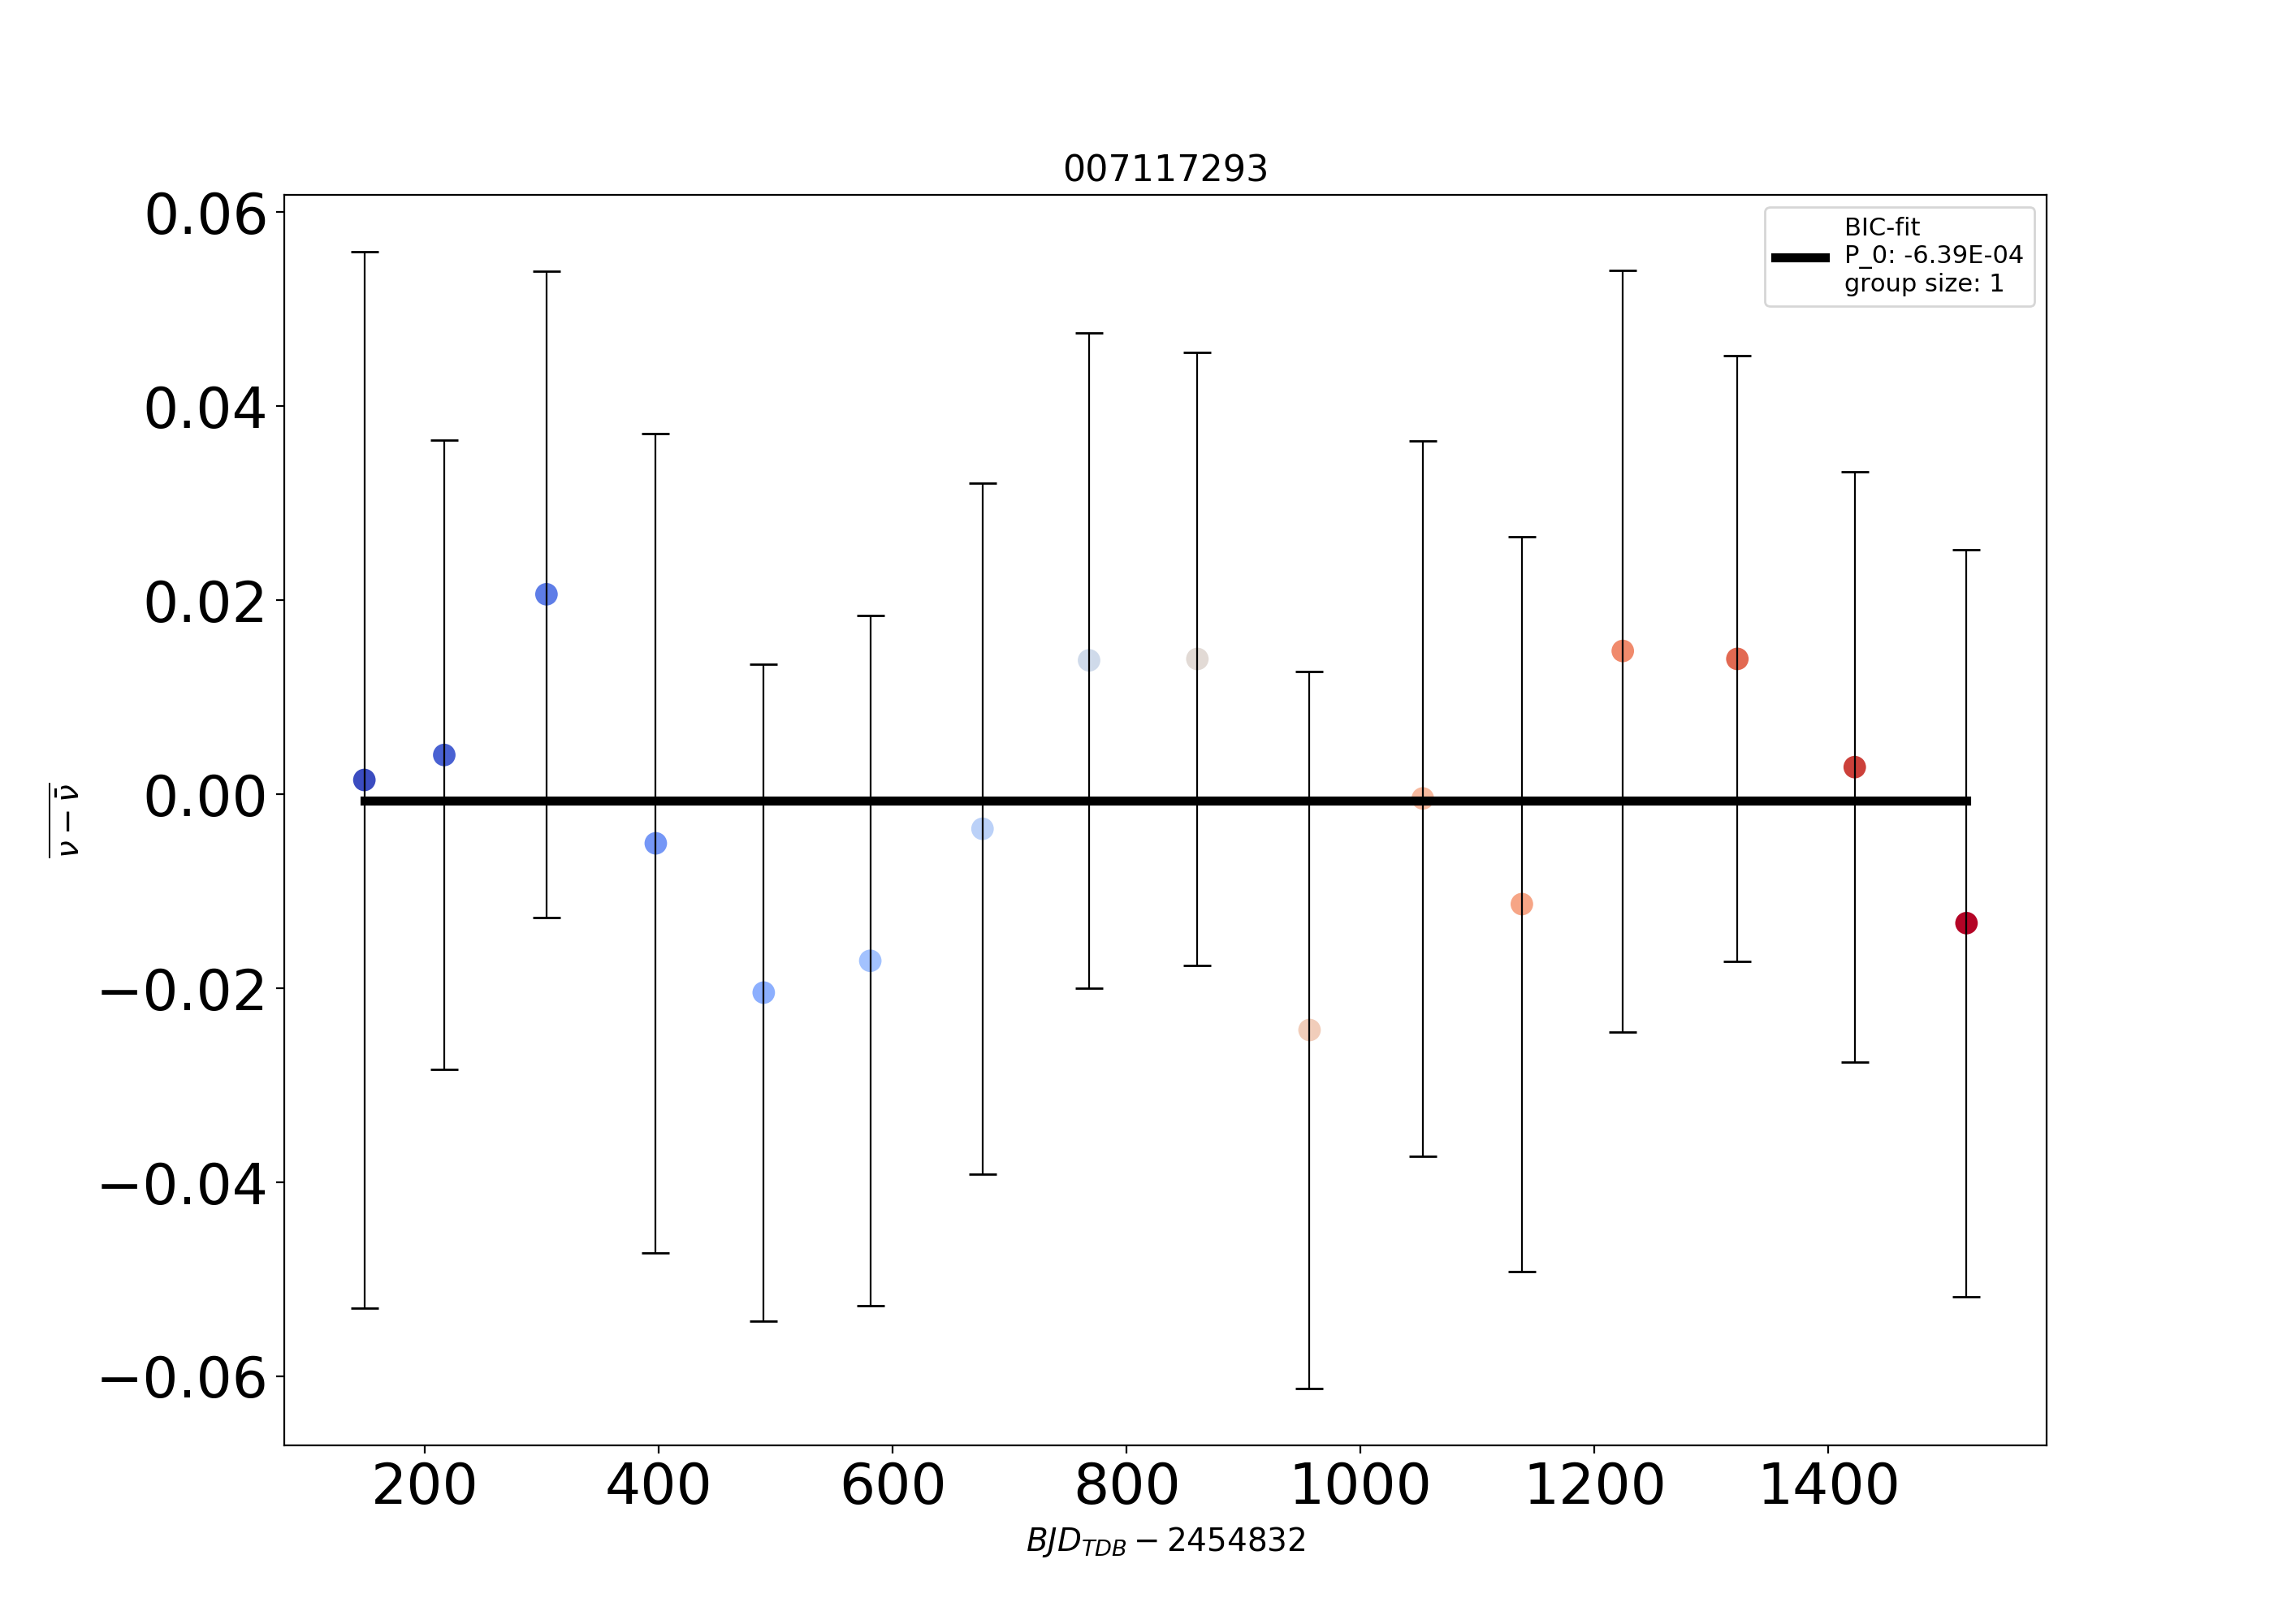 007117293
BIC-fit
P_0: -6.39E-04
group size: 1
0.06
0.04
0.02
0.00
−0.02
−0.04
−0.06
ν − ν̄
200 400 600 800 1000 1200 1400
BJD_TDB − 2454832